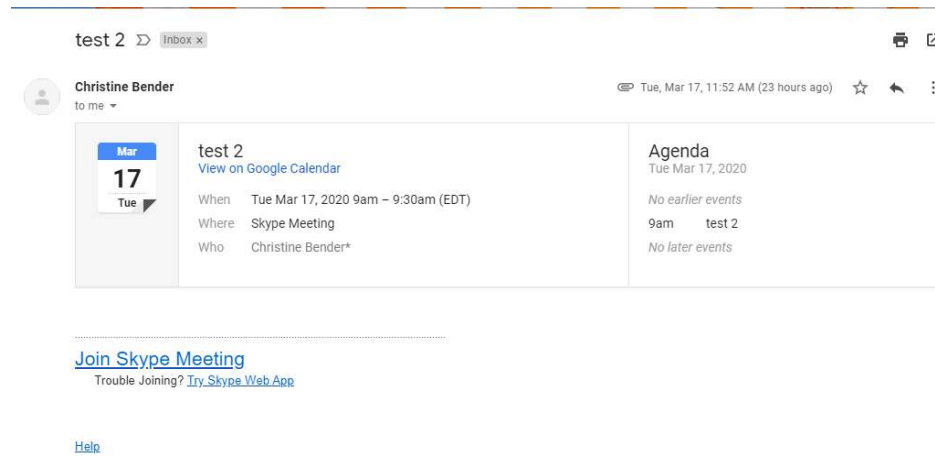 test 2 Inbox x
Christine Bender
Tue, Mar 17, 11:52 AM (23 hours ago)
to me
Mar
17
Tue
test 2
View on Google Calendar
When Tue Mar 17, 2020 9am – 9:30am (EDT)
Where Skype Meeting
Who Christine Bender*
Agenda
Tue Mar 17, 2020
No earlier events
9am test 2
No later events
Join Skype Meeting
Trouble Joining? Try Skype Web App
Help